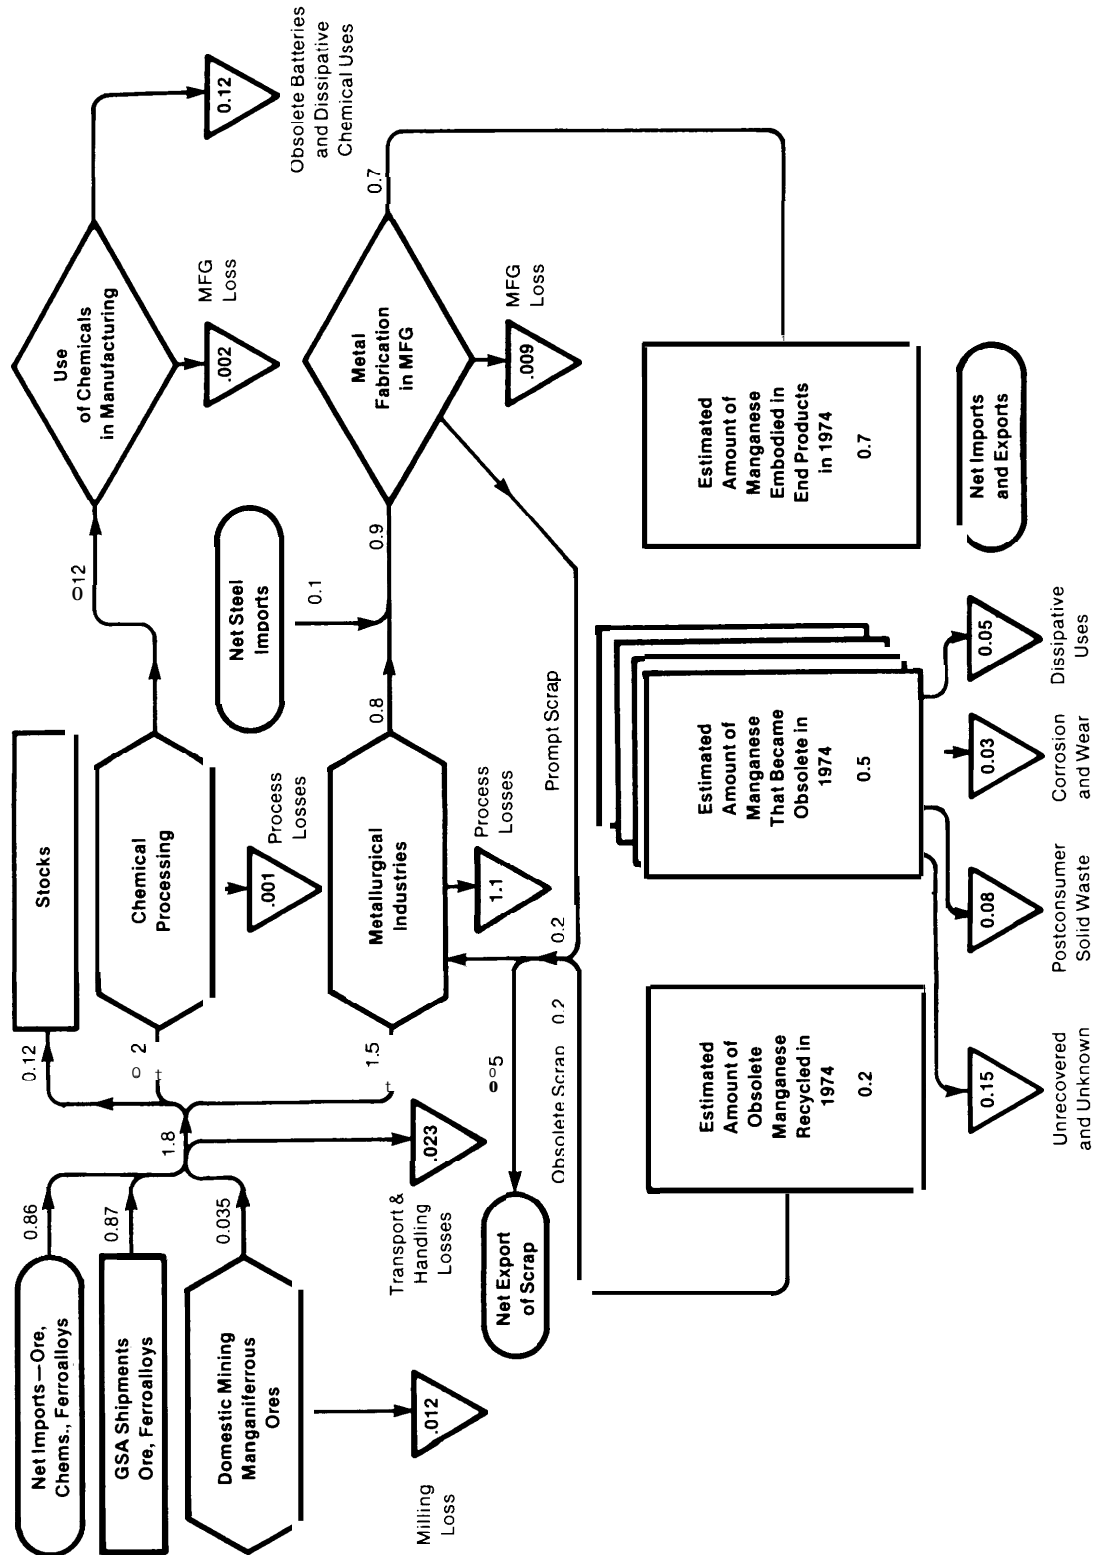 Net Imports—Ore,
Chems., Ferroalloys
0.86
GSA Shipments
Ore, Ferroalloys
0.87
Domestic Mining
Manganiferrous
Ores
0.035
.012
Milling
Loss
1.8
.023
Transport &
Handling
Losses
0.12
Stocks
2
Chemical
Processing
.001
Process
Losses
12
Use
of Chemicals
in Manufacturing
.002
MFG
Loss
0.12
Obsolete Batteries
and Dissipative
Chemical Uses
1.5
Metallurgical
Industries
1.1
Process
Losses
0.8
Net Steel
Imports
0.1
0.9
Metal
Fabrication
in MFG
.009
MFG
Loss
0.7
Prompt Scrap
0.2
5
Net Export
of Scrap
Obsolete Scrap 0.2
Estimated
Amount of
Obsolete
Manganese
Recycled in
1974
0.2
Estimated
Amount of
Manganese
That Became
Obsolete in
1974
0.5
Estimated
Amount of
Manganese
Embodied in
End Products
in 1974
0.7
0.15
Unrecovered
and Unknown
0.08
Postconsumer
Solid Waste
0.03
Corrosion
and Wear
0.05
Dissipative
Uses
Net Imports
and Exports